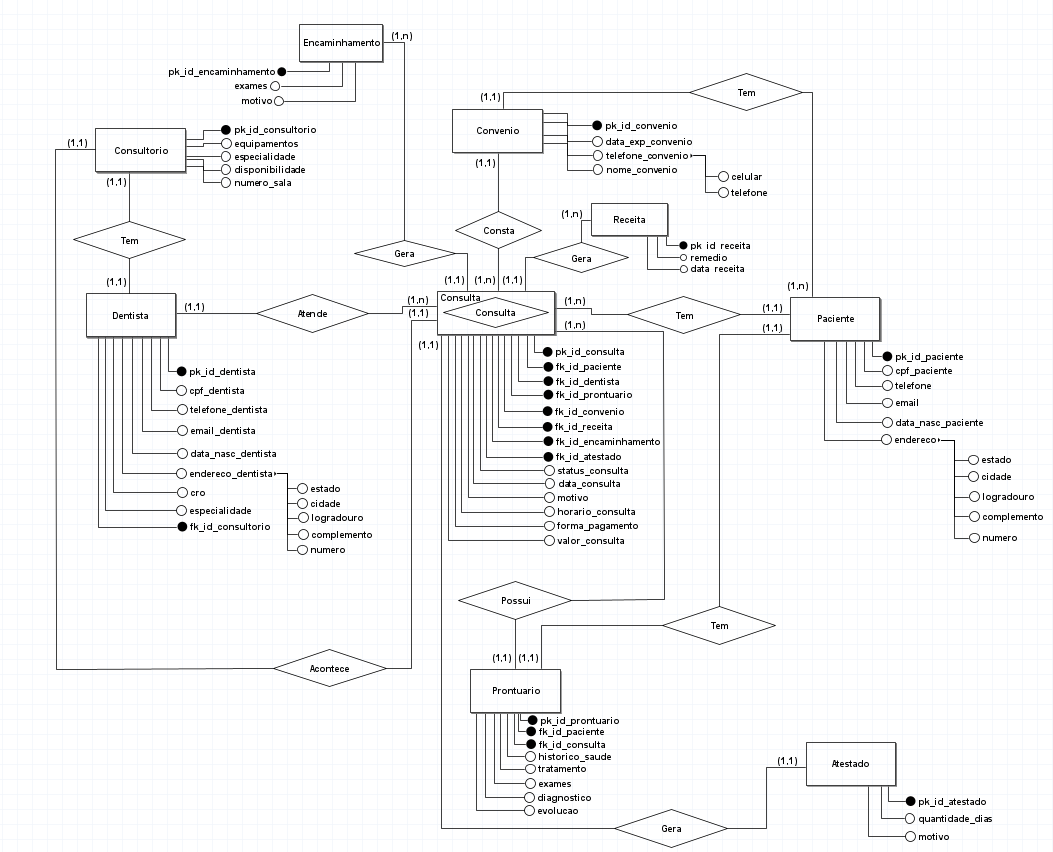 Encaminhamento
(1,n)
pk_id_encaminhamento
exames
motivo
Tem
(1,1)
Convenio
pk_id_convenio
data_exp_convenio
telefone_convenio
nome_convenio
celular
telefone
(1,1)
Consultorio
pk_id_consultorio
equipamentos
especialidade
disponibilidade
numero_sala
(1,1)
(1,1)
Tem
(1,1)
Consta
(1,n)
Receita
pk_id_receita
remedio
data_receita
Gera
Gera
(1,1)
(1,n)
(1,1)
(1,n)
Dentista
(1,1)
Atende
(1,n)
(1,1)
(1,1)
Consulta
Consulta
(1,n)
(1,n)
Tem
(1,1)
(1,1)
Paciente
pk_id_dentista
cpf_dentista
telefone_dentista
email_dentista
data_nasc_dentista
endereco_dentista
cro
especialidade
fk_id_consultorio
estado
cidade
logradouro
complemento
numero
pk_id_consulta
fk_id_paciente
fk_id_dentista
fk_id_prontuario
fk_id_convenio
fk_id_receita
fk_id_encaminhamento
fk_id_atestado
status_consulta
data_consulta
motivo
horario_consulta
forma_pagamento
valor_consulta
pk_id_paciente
cpf_paciente
telefone
email
data_nasc_paciente
endereco
estado
cidade
logradouro
complemento
numero
Possui
Tem
Acontece
(1,1)
(1,1)
Prontuario
pk_id_prontuario
fk_id_paciente
fk_id_consulta
historico_saude
tratamento
exames
diagnostico
evolucao
Gera
(1,1)
Atestado
pk_id_atestado
quantidade_dias
motivo